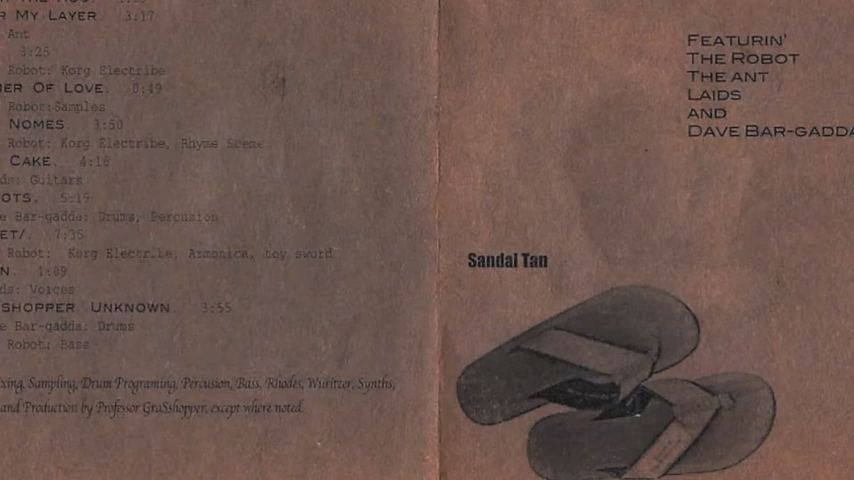 R MY LAYER. 3:17
Ant
3:25
Robot: Korg Electribe
ER OF LOVE. 0:49
Robot:Samples
NOMES. 3:50
Robot: Korg Electribe, Rhyme Scene
CAKE. 4:16
ds: Guitars
OTS. 5:19
e Bar-gadda: Drums, Percusion
ET/. 7:35
Robot: Korg Electribe, Armonica, toy sword
N. 1:09
ds: Voices
SHOPPER UNKNOWN. 3:55
e Bar-gadda: Drums
Robot: Bass
xing, Sampling, Drum Programing, Percusion, Bass, Rhodes, Wuritzer, Synths,
and Production by Professor GraSshopper, except where noted.
FEATURIN'
THE ROBOT
THE ANT
LAIDS
AND
DAVE BAR-GADDA
Sandal Tan